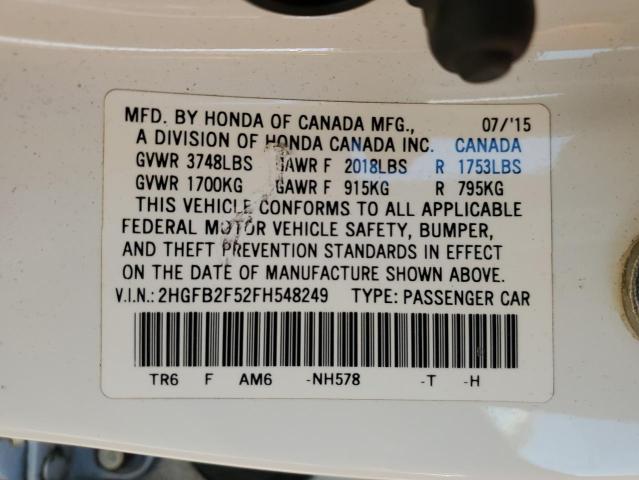 MFD. BY HONDA OF CANADA MFG., 07/'15
A DIVISION OF HONDA CANADA INC. CANADA
GVWR 3748LBS GAWR F 2018LBS R 1753LBS
GVWR 1700KG GAWR F 915KG R 795KG
THIS VEHICLE CONFORMS TO ALL APPLICABLE
FEDERAL MOTOR VEHICLE SAFETY, BUMPER,
AND THEFT PREVENTION STANDARDS IN EFFECT
ON THE DATE OF MANUFACTURE SHOWN ABOVE.
V.I.N.: 2HGFB2F52FH548249 TYPE: PASSENGER CAR
TR6 F AM6 -NH578 -T -H